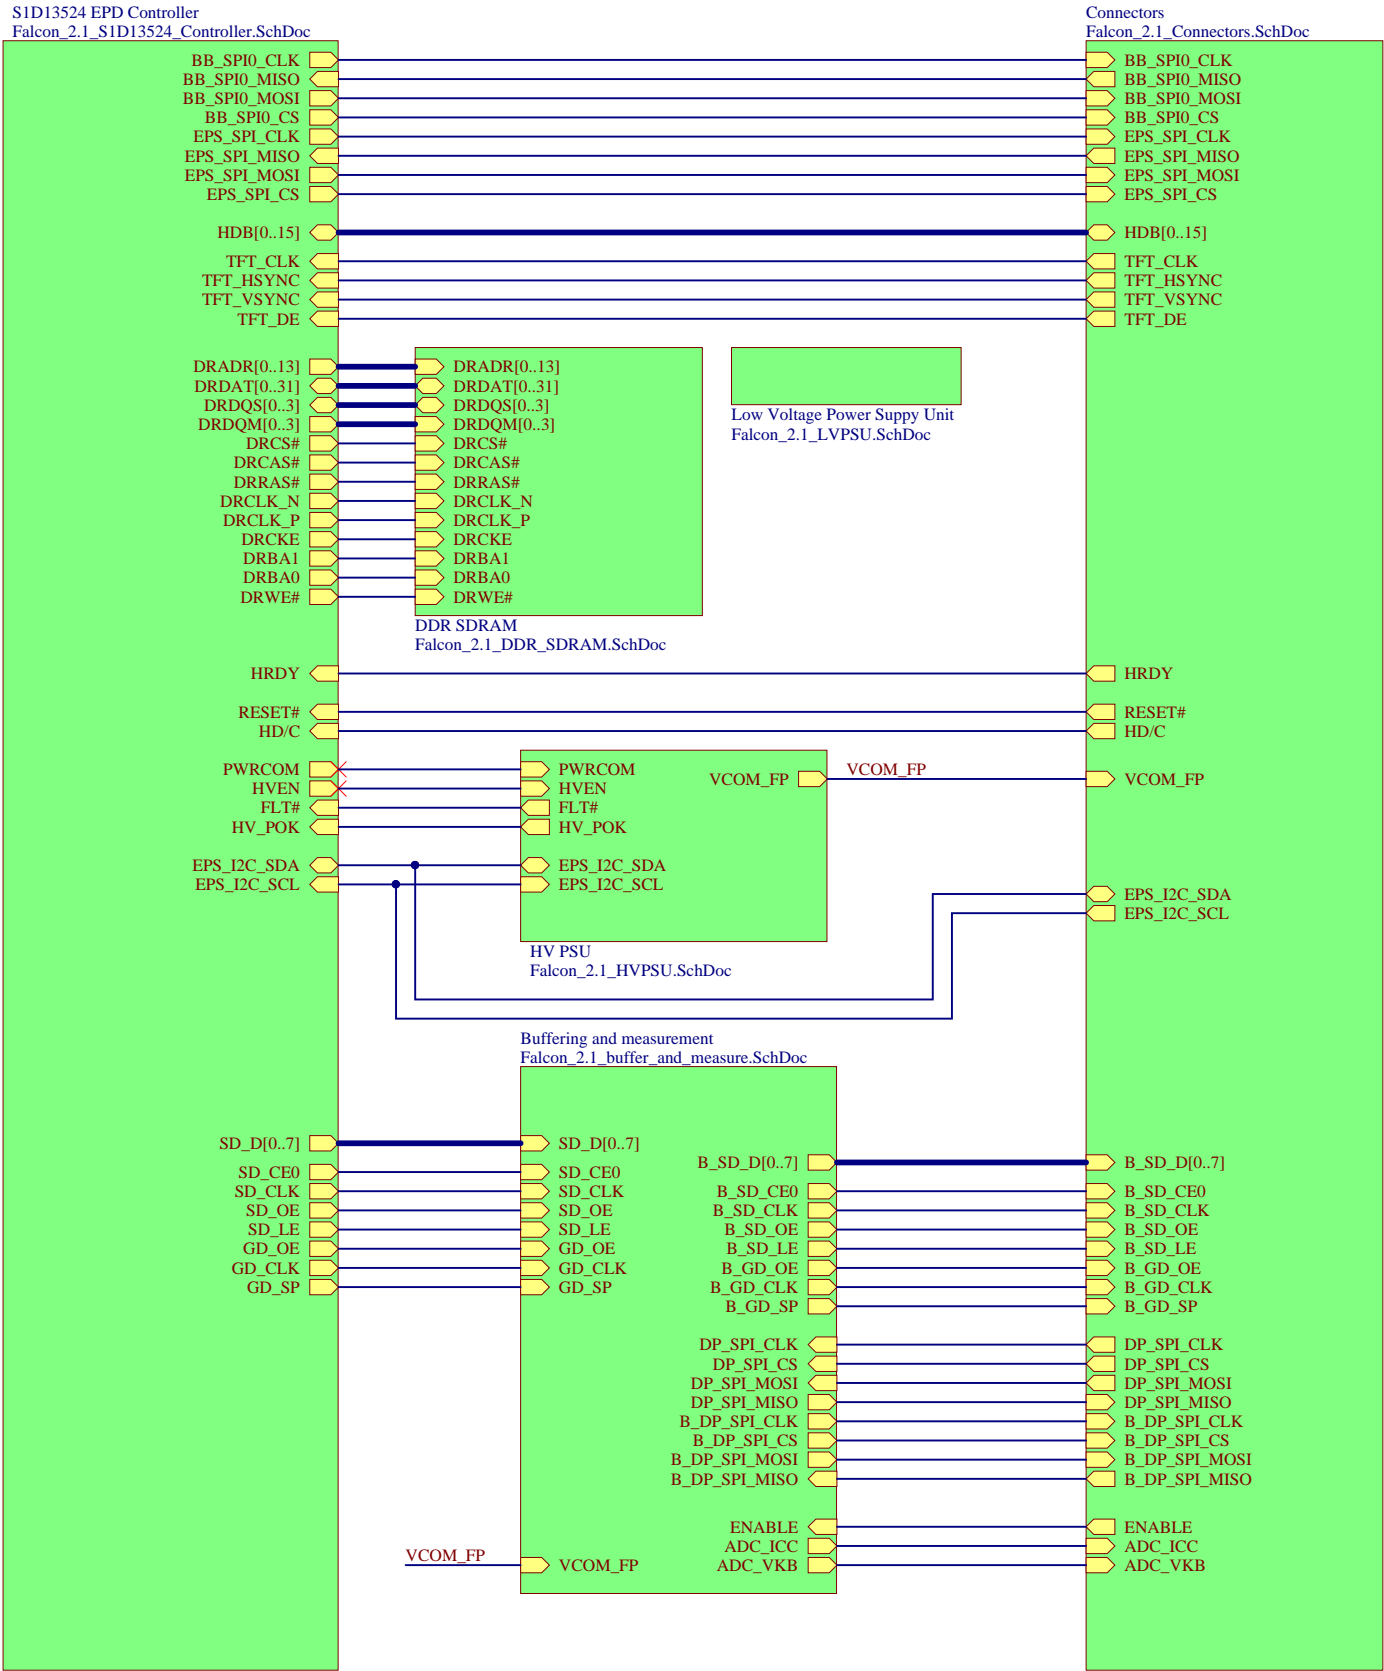 S1D13524 EPD Controller
Falcon_2.1_S1D13524_Controller.SchDoc
BB_SPI0_CLK
BB_SPI0_MISO
BB_SPI0_MOSI
BB_SPI0_CS
EPS_SPI_CLK
EPS_SPI_MISO
EPS_SPI_MOSI
EPS_SPI_CS
HDB[0..15]
TFT_CLK
TFT_HSYNC
TFT_VSYNC
TFT_DE
DRADR[0..13]
DRDAT[0..31]
DRDQS[0..3]
DRDQM[0..3]
DRCS#
DRCAS#
DRRAS#
DRCLK_N
DRCLK_P
DRCKE
DRBA1
DRBA0
DRWE#
HRDY
RESET#
HD/C
PWRCOM
HVEN
FLT#
HV_POK
EPS_I2C_SDA
EPS_I2C_SCL
SD_D[0..7]
SD_CE0
SD_CLK
SD_OE
SD_LE
GD_OE
GD_CLK
GD_SP
DRADR[0..13]
DRDAT[0..31]
DRDQS[0..3]
DRDQM[0..3]
DRCS#
DRCAS#
DRRAS#
DRCLK_N
DRCLK_P
DRCKE
DRBA1
DRBA0
DRWE#
DDR SDRAM
Falcon_2.1_DDR_SDRAM.SchDoc
Low Voltage Power Suppy Unit
Falcon_2.1_LVPSU.SchDoc
PWRCOM
HVEN
FLT#
HV_POK
EPS_I2C_SDA
EPS_I2C_SCL
VCOM_FP
VCOM_FP
HV PSU
Falcon_2.1_HVPSU.SchDoc
Buffering and measurement
Falcon_2.1_buffer_and_measure.SchDoc
SD_D[0..7]
SD_CE0
SD_CLK
SD_OE
SD_LE
GD_OE
GD_CLK
GD_SP
VCOM_FP
VCOM_FP
B_SD_D[0..7]
B_SD_CE0
B_SD_CLK
B_SD_OE
B_SD_LE
B_GD_OE
B_GD_CLK
B_GD_SP
DP_SPI_CLK
DP_SPI_CS
DP_SPI_MOSI
DP_SPI_MISO
B_DP_SPI_CLK
B_DP_SPI_CS
B_DP_SPI_MOSI
B_DP_SPI_MISO
ENABLE
ADC_ICC
ADC_VKB
Connectors
Falcon_2.1_Connectors.SchDoc
BB_SPI0_CLK
BB_SPI0_MISO
BB_SPI0_MOSI
BB_SPI0_CS
EPS_SPI_CLK
EPS_SPI_MISO
EPS_SPI_MOSI
EPS_SPI_CS
HDB[0..15]
TFT_CLK
TFT_HSYNC
TFT_VSYNC
TFT_DE
HRDY
RESET#
HD/C
VCOM_FP
EPS_I2C_SDA
EPS_I2C_SCL
B_SD_D[0..7]
B_SD_CE0
B_SD_CLK
B_SD_OE
B_SD_LE
B_GD_OE
B_GD_CLK
B_GD_SP
DP_SPI_CLK
DP_SPI_CS
DP_SPI_MOSI
DP_SPI_MISO
B_DP_SPI_CLK
B_DP_SPI_CS
B_DP_SPI_MOSI
B_DP_SPI_MISO
ENABLE
ADC_ICC
ADC_VKB